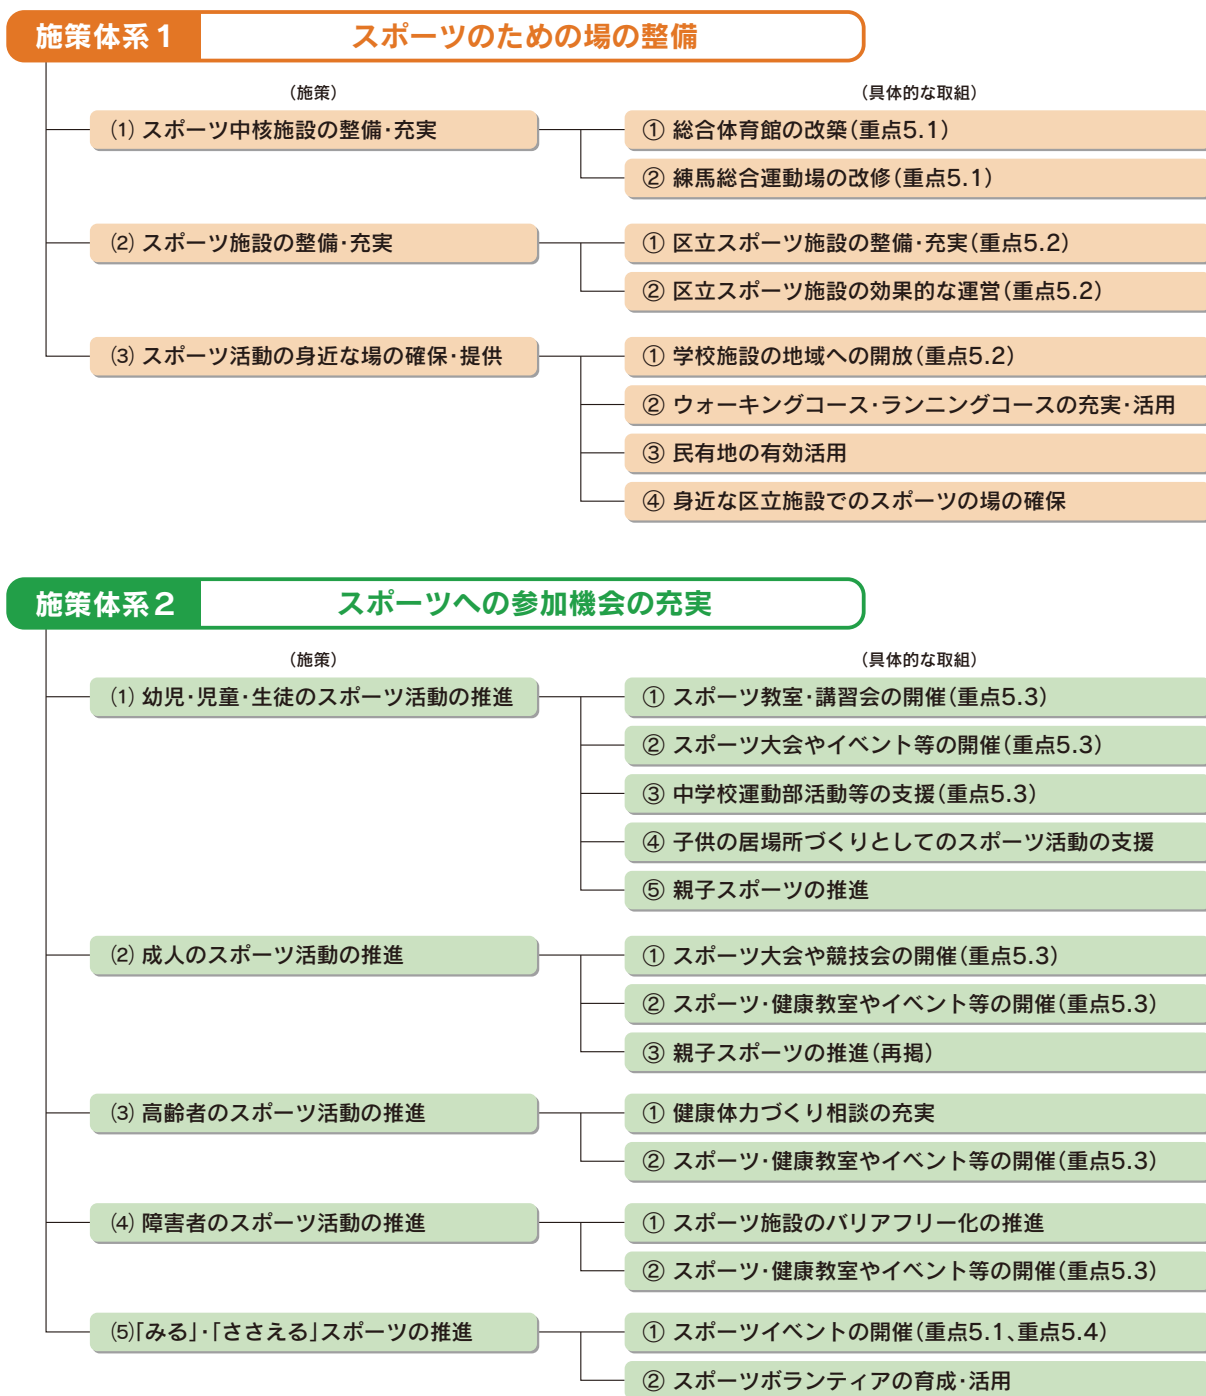 施策体系1 スポーツのための場の整備
（施策） （具体的な取組）
(1) スポーツ中核施設の整備・充実
① 総合体育館の改築（重点5.1）
② 練馬総合運動場の改修（重点5.1）
(2) スポーツ施設の整備・充実
① 区立スポーツ施設の整備・充実（重点5.2）
② 区立スポーツ施設の効果的な運営（重点5.2）
(3) スポーツ活動の身近な場の確保・提供
① 学校施設の地域への開放（重点5.2）
② ウォーキングコース・ランニングコースの充実・活用
③ 民有地の有効活用
④ 身近な区立施設でのスポーツの場の確保
施策体系2 スポーツへの参加機会の充実
（施策） （具体的な取組）
(1) 幼児・児童・生徒のスポーツ活動の推進
① スポーツ教室・講習会の開催（重点5.3）
② スポーツ大会やイベント等の開催（重点5.3）
③ 中学校運動部活動等の支援（重点5.3）
④ 子供の居場所づくりとしてのスポーツ活動の支援
⑤ 親子スポーツの推進
(2) 成人のスポーツ活動の推進
① スポーツ大会や競技会の開催（重点5.3）
② スポーツ・健康教室やイベント等の開催（重点5.3）
③ 親子スポーツの推進（再掲）
(3) 高齢者のスポーツ活動の推進
① 健康体力づくり相談の充実
② スポーツ・健康教室やイベント等の開催（重点5.3）
(4) 障害者のスポーツ活動の推進
① スポーツ施設のバリアフリー化の推進
② スポーツ・健康教室やイベント等の開催（重点5.3）
(5)「みる」・「ささえる」スポーツの推進
① スポーツイベントの開催（重点5.1、重点5.4）
② スポーツボランティアの育成・活用